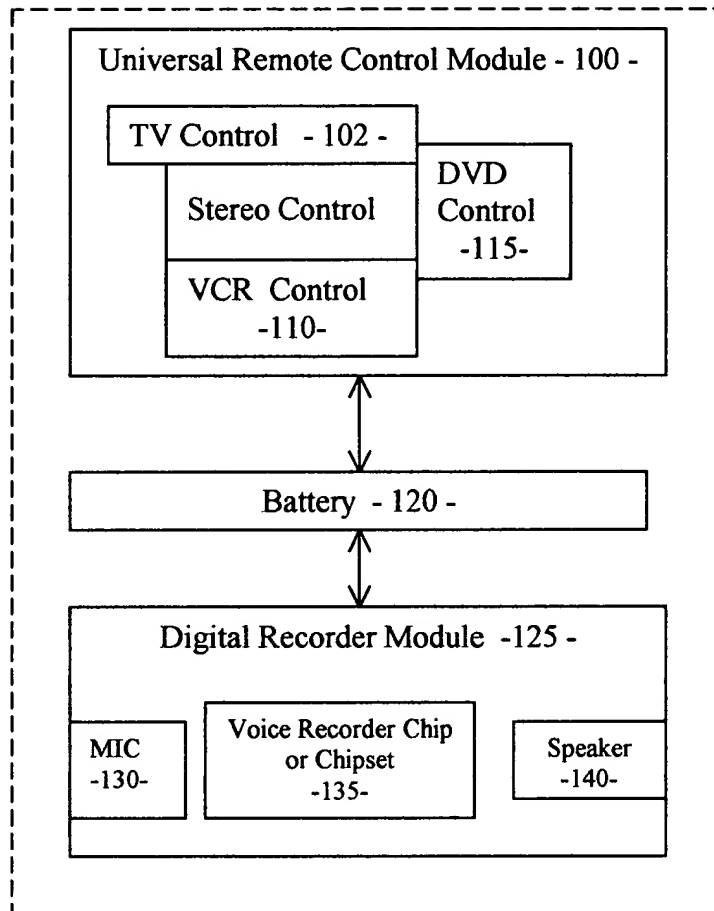 Universal Remote Control Module - 100 -
TV Control - 102 -
Stereo Control
DVD
Control
-115-
VCR Control
-110-
Battery - 120 -
Digital Recorder Module -125 -
MIC
-130-
Voice Recorder Chip
or Chipset
-135-
Speaker
-140-